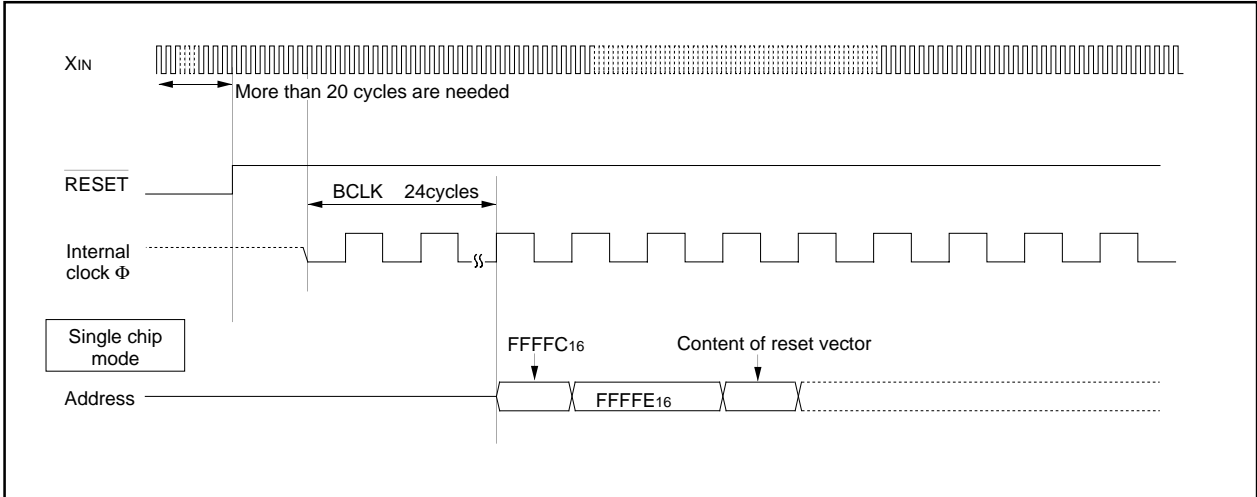 XIN
More than 20 cycles are needed
RESET
BCLK 24cycles
Internal
clock Φ
Single chip
mode
FFFFC16
Content of reset vector
Address
FFFFE16